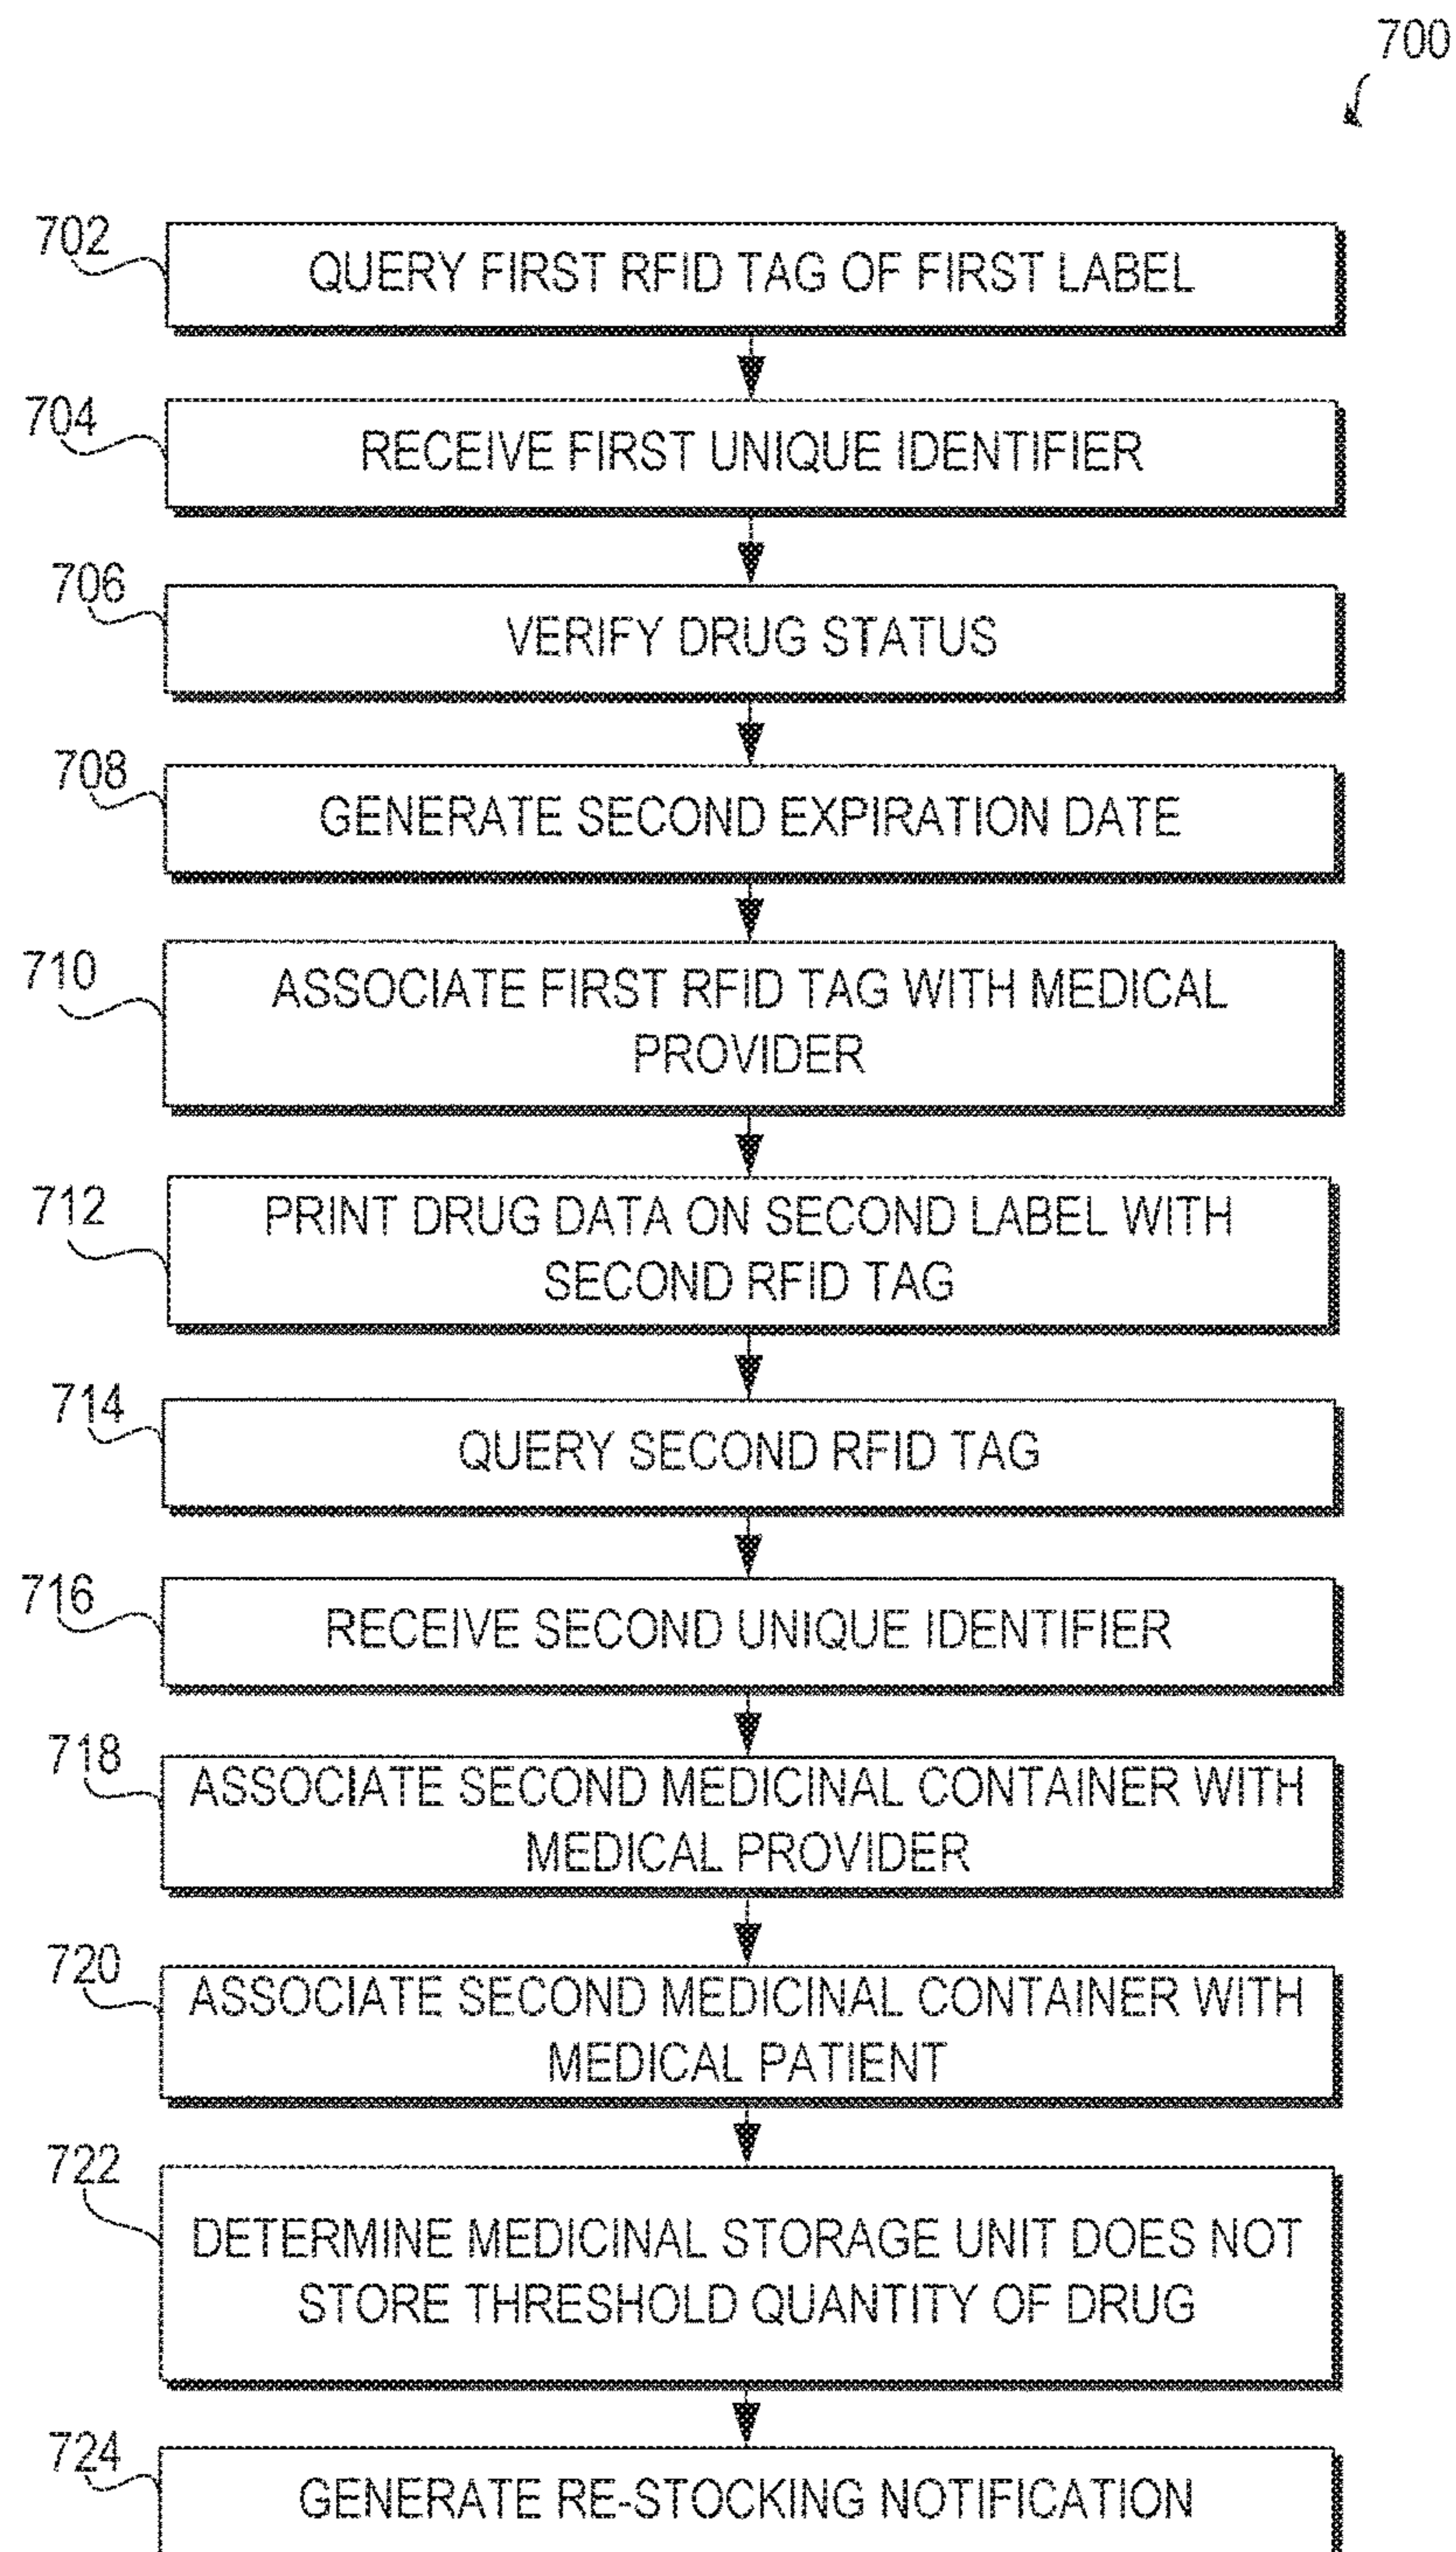 700
702
QUERY FIRST RFID TAG OF FIRST LABEL
704
RECEIVE FIRST UNIQUE IDENTIFIER
706
VERIFY DRUG STATUS
708
GENERATE SECOND EXPIRATION DATE
710
ASSOCIATE FIRST RFID TAG WITH MEDICAL
PROVIDER
712
PRINT DRUG DATA ON SECOND LABEL WITH
SECOND RFID TAG
714
QUERY SECOND RFID TAG
716
RECEIVE SECOND UNIQUE IDENTIFIER
718
ASSOCIATE SECOND MEDICINAL CONTAINER WITH
MEDICAL PROVIDER
720
ASSOCIATE SECOND MEDICINAL CONTAINER WITH
MEDICAL PATIENT
722
DETERMINE MEDICINAL STORAGE UNIT DOES NOT
STORE THRESHOLD QUANTITY OF DRUG
724
GENERATE RE-STOCKING NOTIFICATION